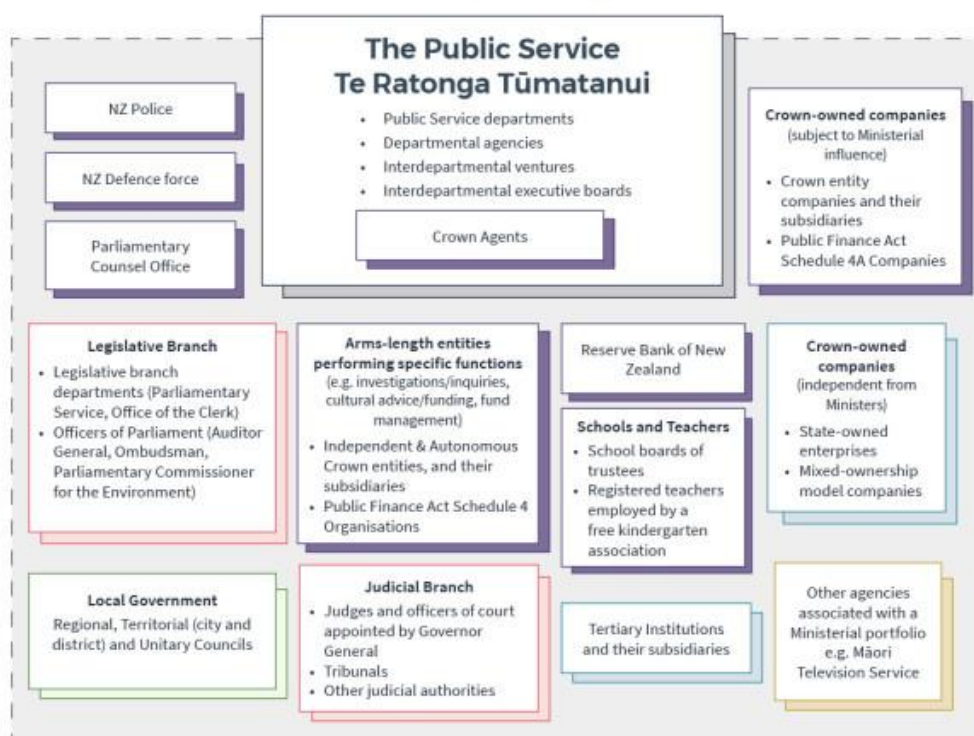 The Public Service
Te Ratonga Tūmatanui
• Public Service departments
• Departmental agencies
• Interdepartmental ventures
• Interdepartmental executive boards
Crown Agents
NZ Police
NZ Defence force
Parliamentary
Counsel Office
Crown-owned companies
(subject to Ministerial
influence)
• Crown entity
companies and their
subsidiaries
• Public Finance Act
Schedule 4A Companies
Legislative Branch
• Legislative branch
departments (Parliamentary
Service, Office of the Clerk)
• Officers of Parliament (Auditor
General, Ombudsman,
Parliamentary Commissioner
for the Environment)
Arms-length entities
performing specific functions
(e.g. investigations/inquiries,
cultural advice/funding, fund
management)
• Independent & Autonomous
Crown entities, and their
subsidiaries
• Public Finance Act Schedule 4
Organisations
Reserve Bank of New
Zealand
Schools and Teachers
• School boards of
trustees
• Registered teachers
employed by a
free kindergarten
association
Crown-owned
companies
(independent from
Ministers)
• State-owned
enterprises
• Mixed-ownership
model companies
Local Government
Regional, Territorial (city and
district) and Unitary Councils
Judicial Branch
• Judges and officers of court
appointed by Governor
General
• Tribunals
• Other judicial authorities
Tertiary Institutions
and their subsidiaries
Other agencies
associated with a
Ministerial portfolio
e.g. Māori
Television Service